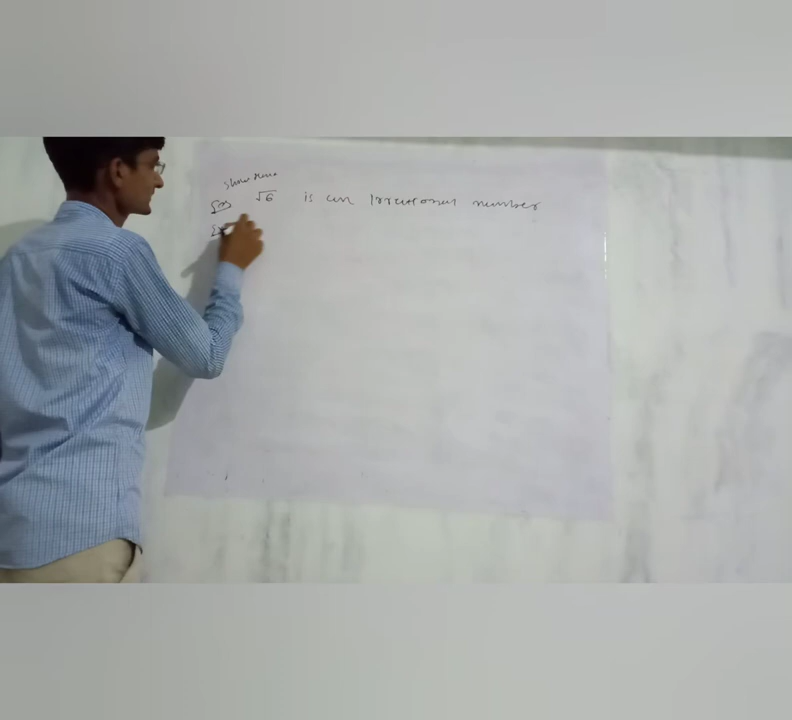 Show that
√6 is an Irrational number